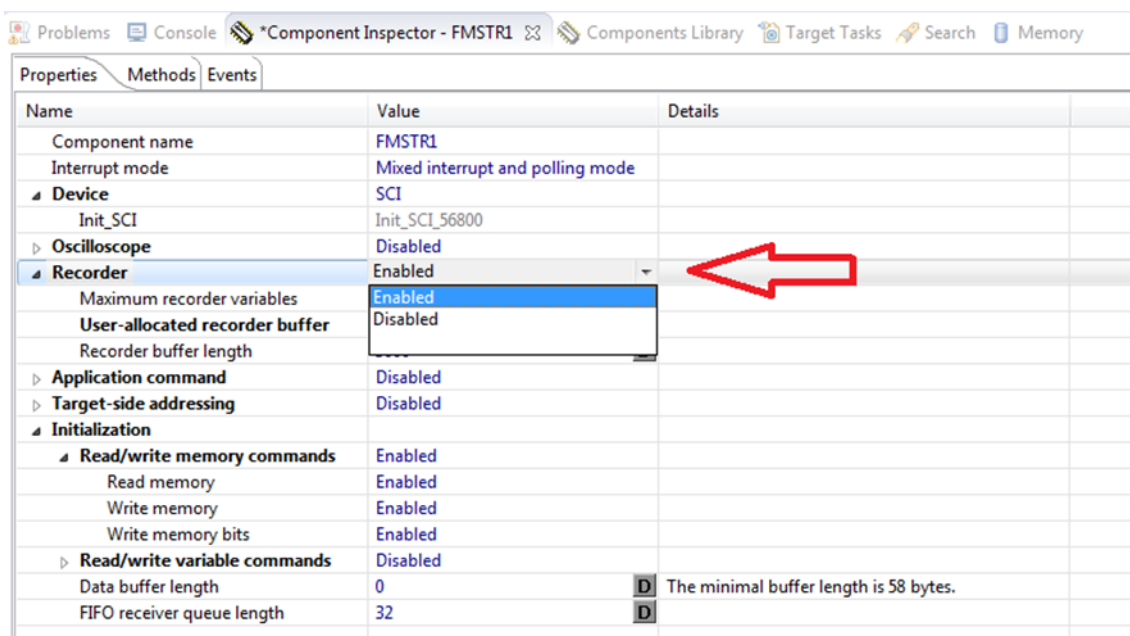 Problems Console *Component Inspector - FMSTR1 Components Library Target Tasks Search Memory
Properties Methods Events
Name Value Details
Component name FMSTR1
Interrupt mode Mixed interrupt and polling mode
Device SCI
Init_SCI Init_SCI_56800
Oscilloscope Disabled
Recorder Enabled
Maximum recorder variables Enabled
User-allocated recorder buffer Disabled
Recorder buffer length
Application command Disabled
Target-side addressing Disabled
Initialization
Read/write memory commands Enabled
Read memory Enabled
Write memory Enabled
Write memory bits Enabled
Read/write variable commands Disabled
Data buffer length 0 D The minimal buffer length is 58 bytes.
FIFO receiver queue length 32 D